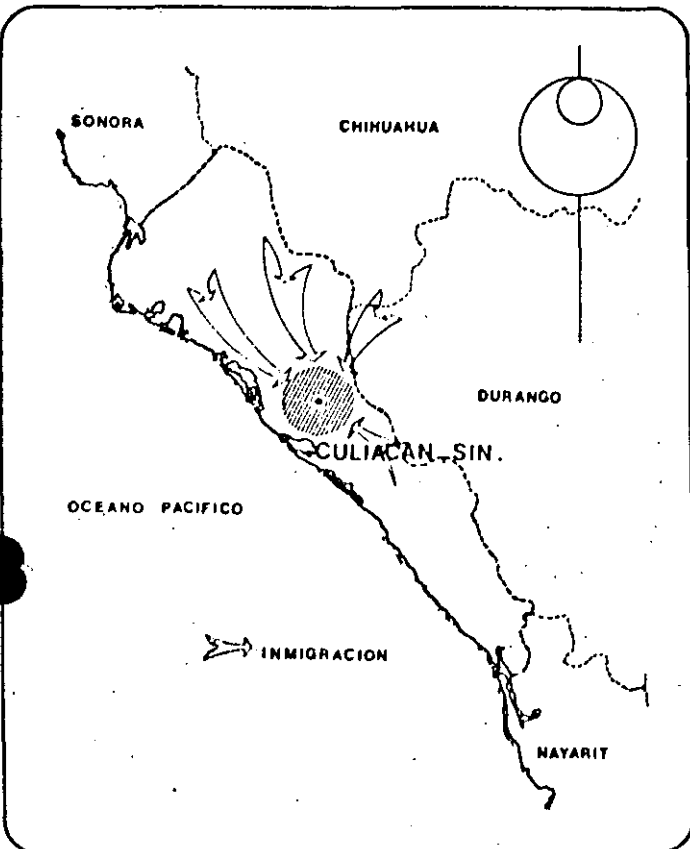 SONORA
CHIHUAHUA
DURANGO
CULIACAN SIN.
OCEANO PACIFICO
INMIGRACION
NAYARIT